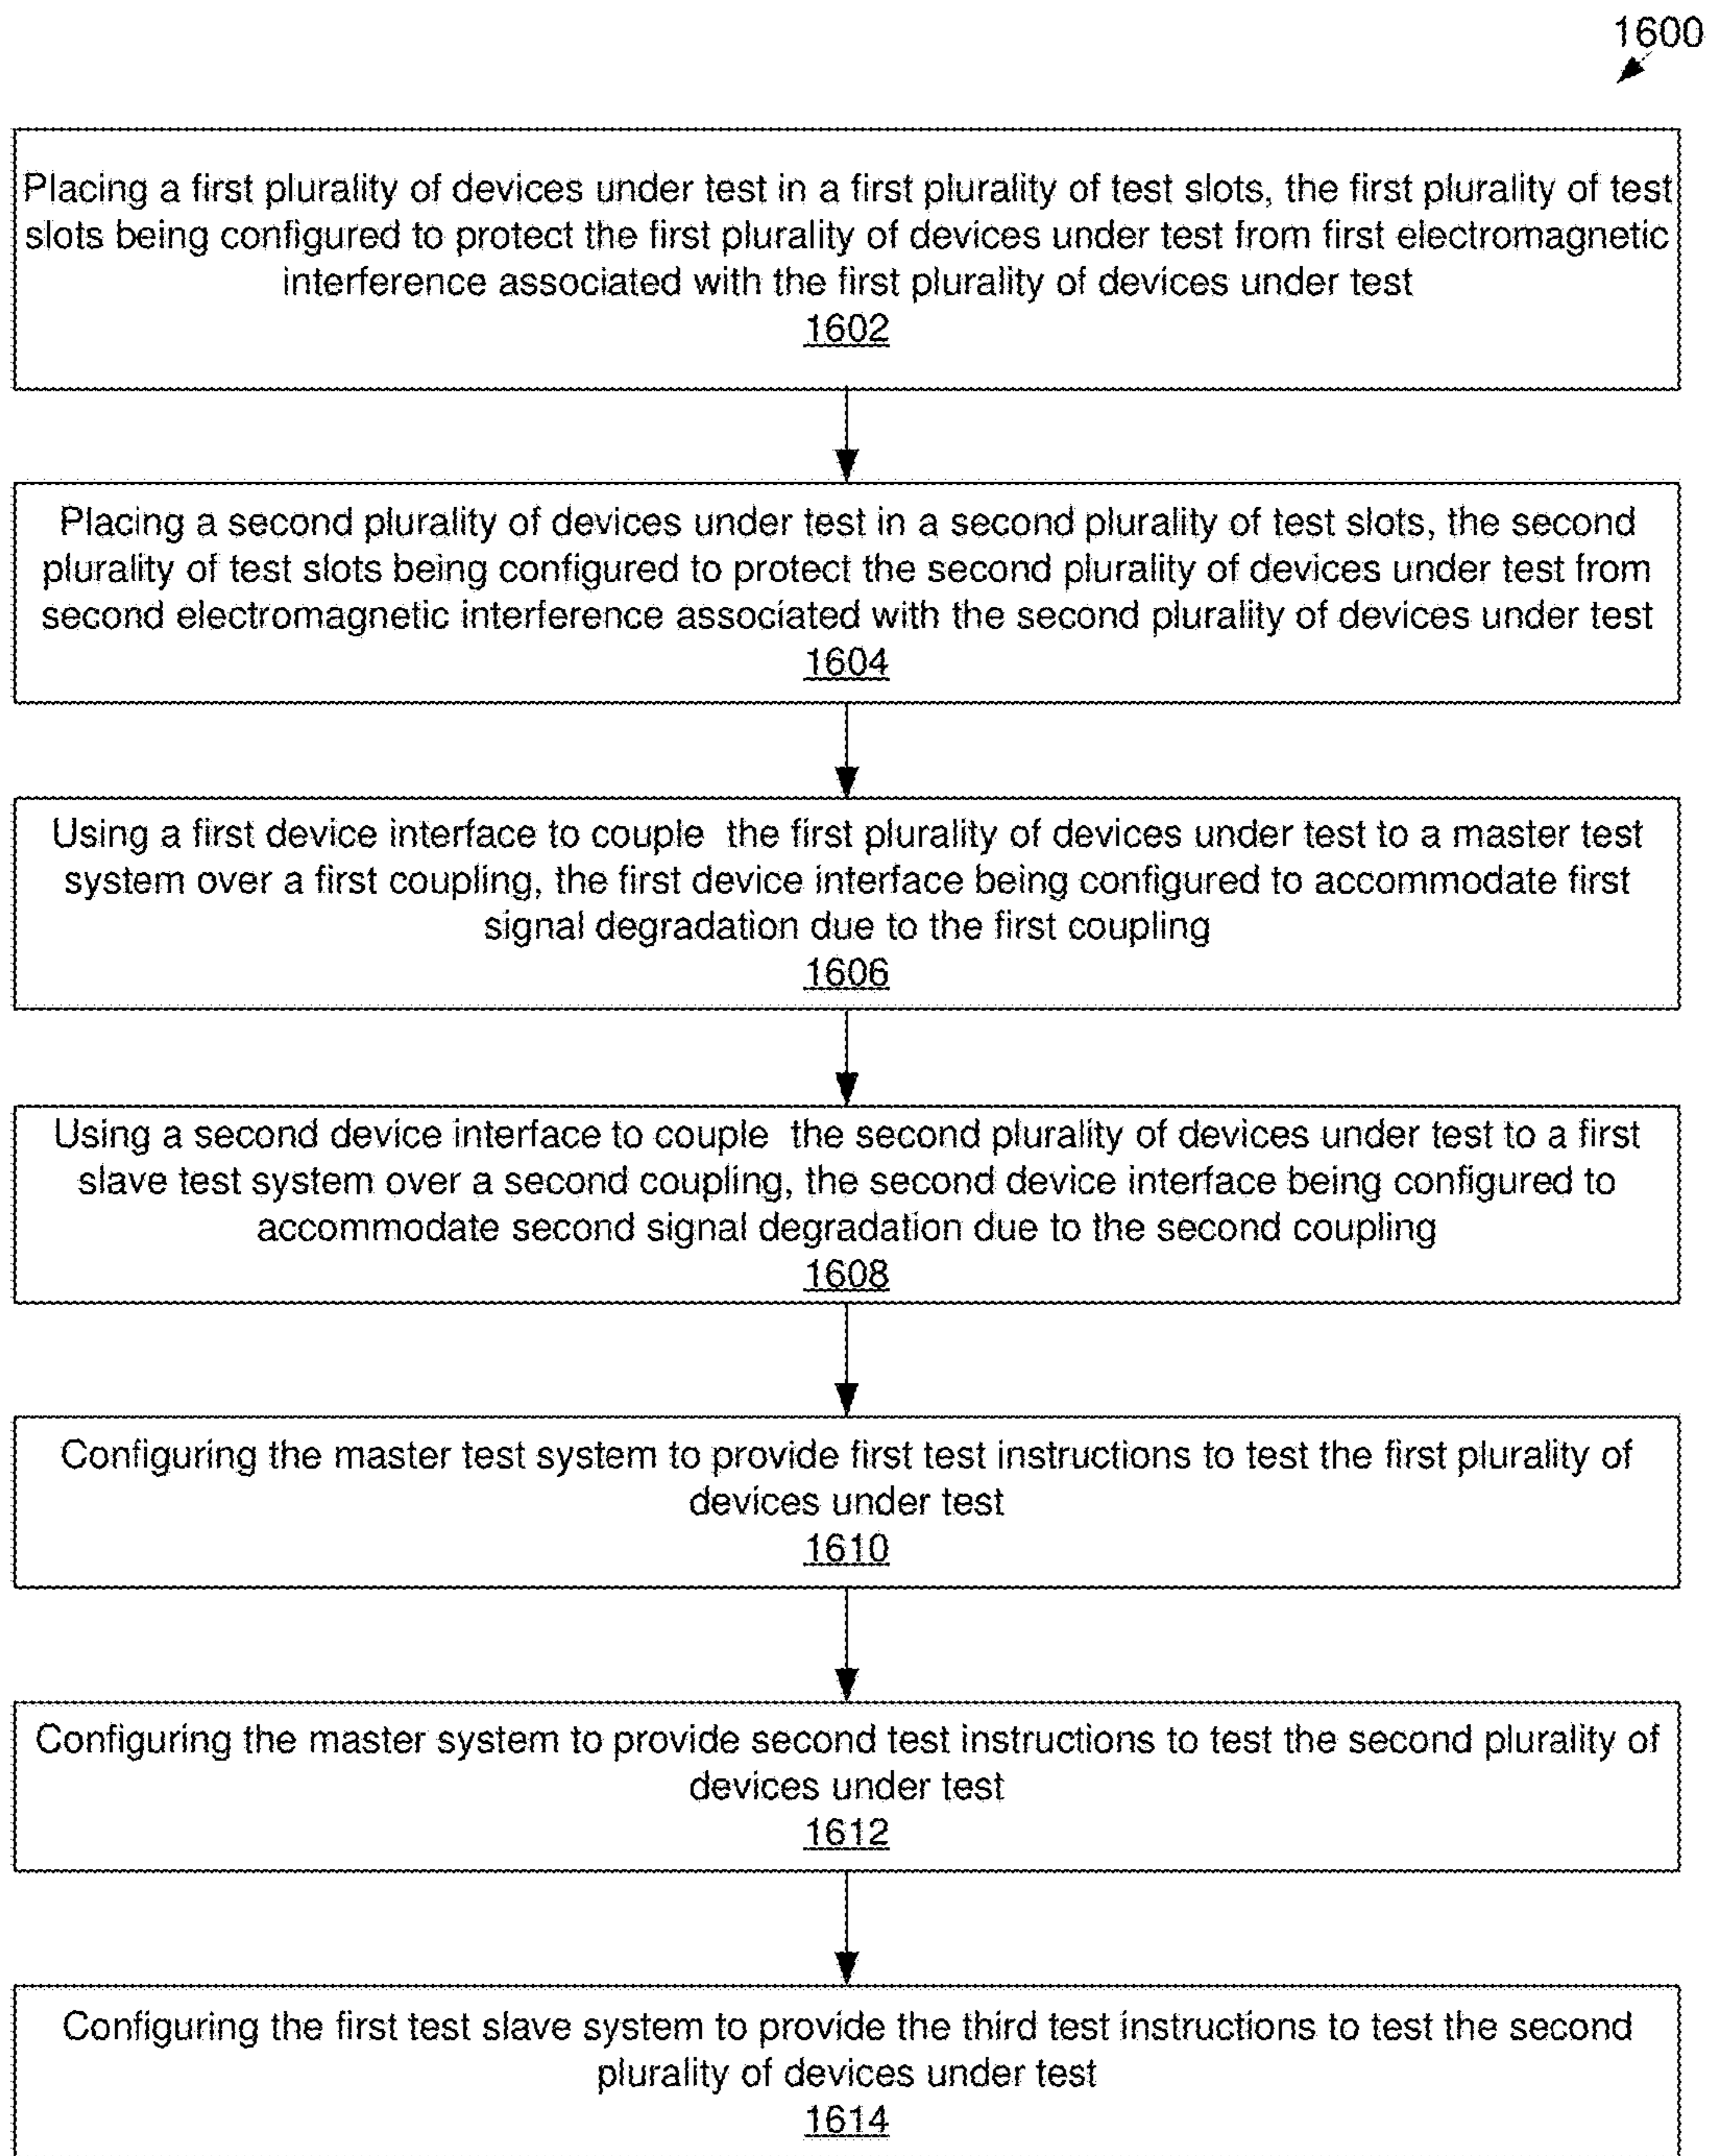 1600
Placing a first plurality of devices under test in a first plurality of test slots, the first plurality of test
slots being configured to protect the first plurality of devices under test from first electromagnetic
interference associated with the first plurality of devices under test
1602
Placing a second plurality of devices under test in a second plurality of test slots, the second
plurality of test slots being configured to protect the second plurality of devices under test from
second electromagnetic interference associated with the second plurality of devices under test
1604
Using a first device interface to couple the first plurality of devices under test to a master test
system over a first coupling, the first device interface being configured to accommodate first
signal degradation due to the first coupling
1606
Using a second device interface to couple the second plurality of devices under test to a first
slave test system over a second coupling, the second device interface being configured to
accommodate second signal degradation due to the second coupling
1608
Configuring the master test system to provide first test instructions to test the first plurality of
devices under test
1610
Configuring the master system to provide second test instructions to test the second plurality of
devices under test
1612
Configuring the first test slave system to provide the third test instructions to test the second
plurality of devices under test
1614